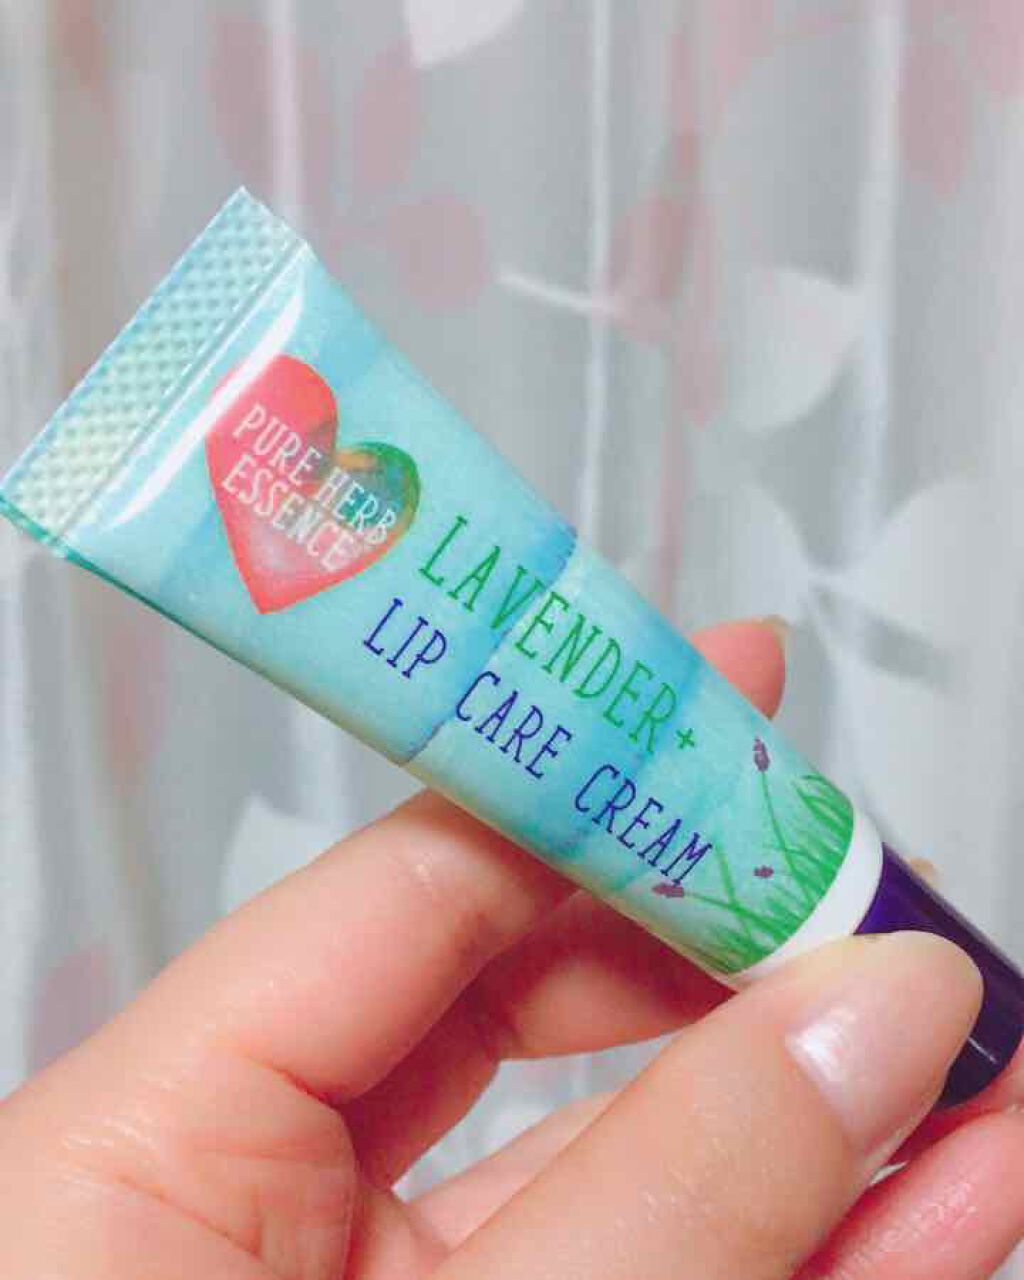 PURE HERB
ESSENCE
LAVENDER+
LIP CARE CREAM